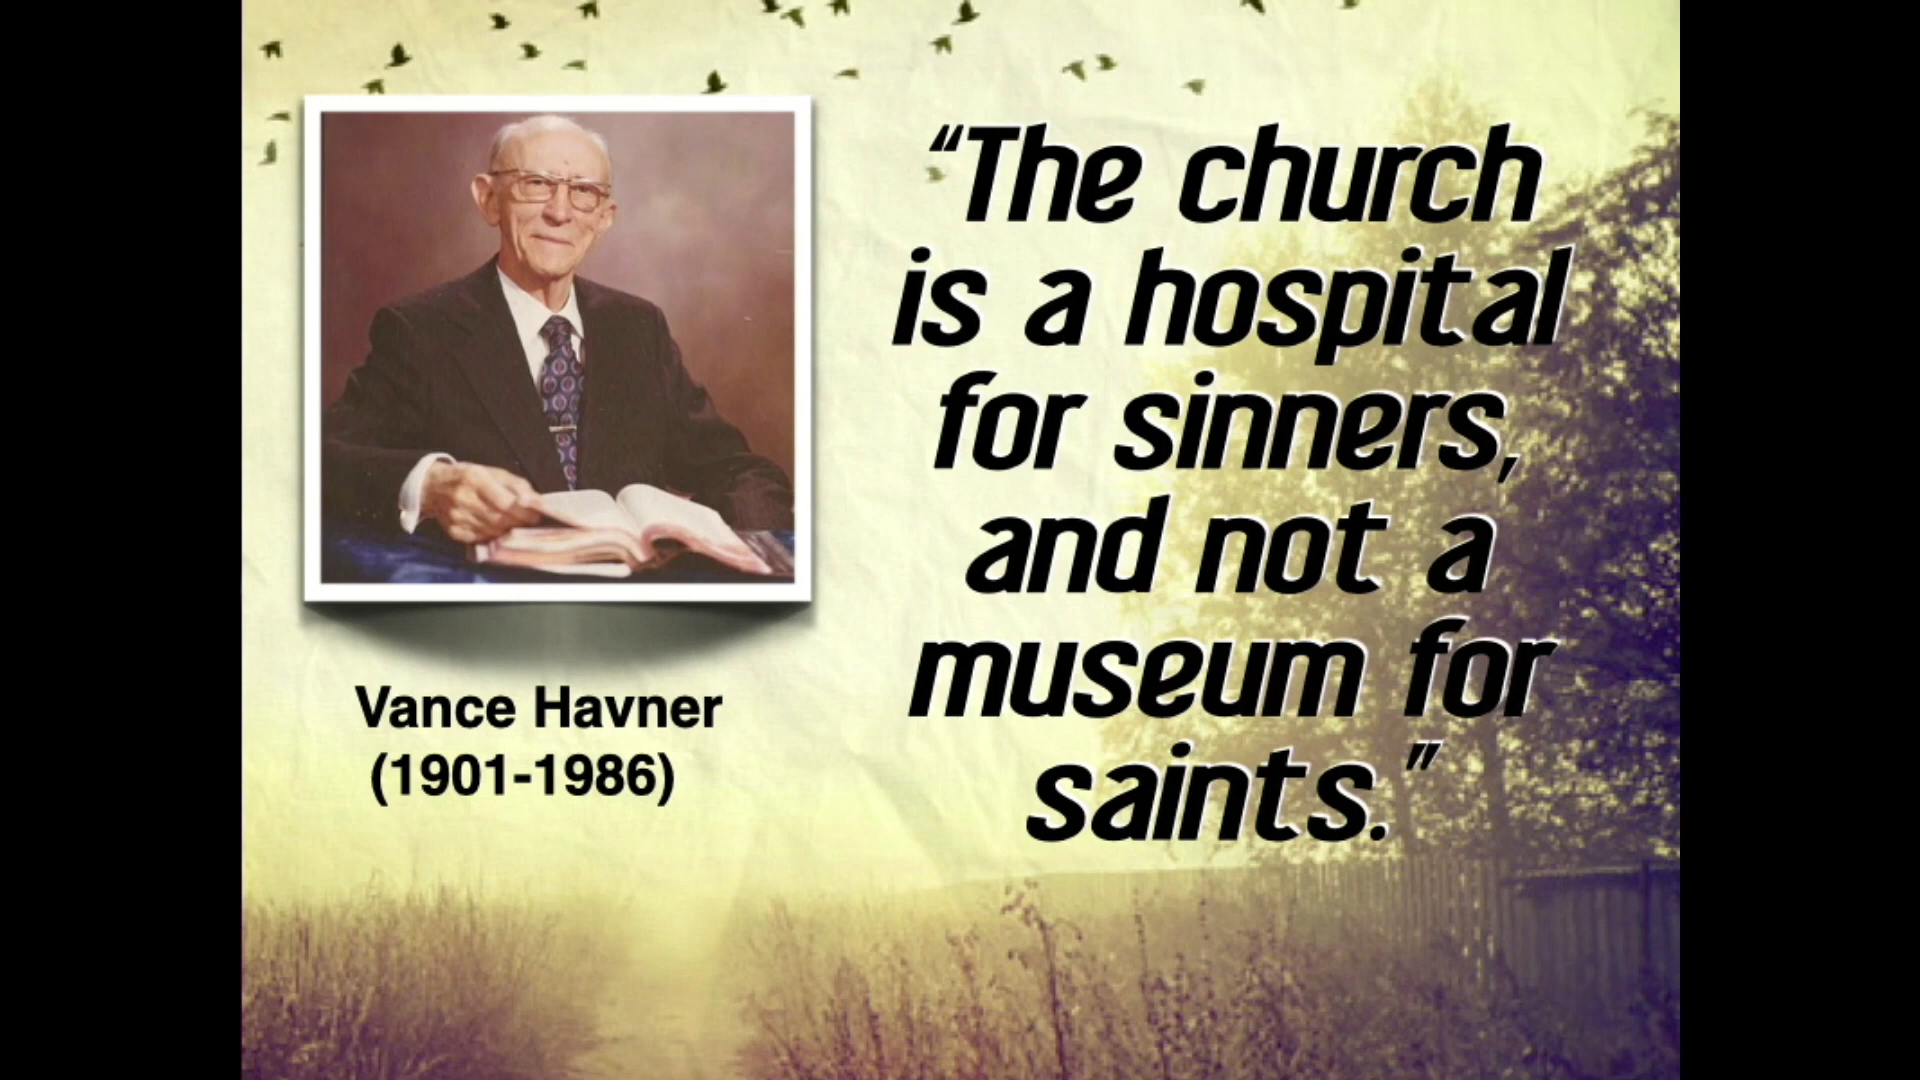 Vance Havner
(1901-1986)
“The church
is a hospital
for sinners,
and not a
museum for
saints.”